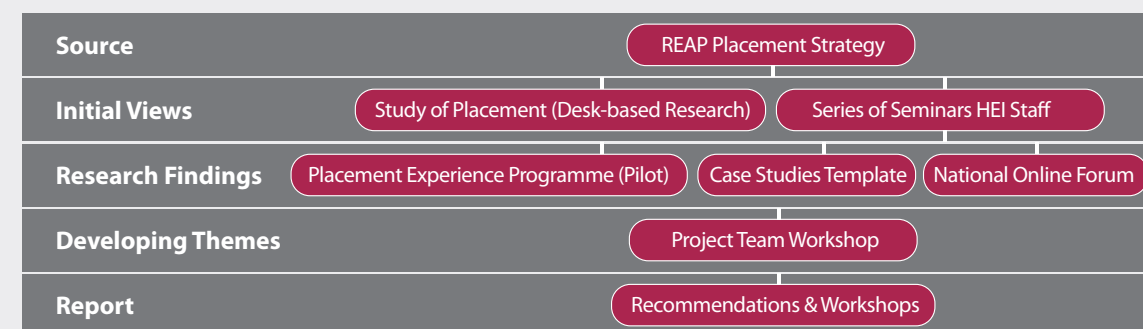 Source
REAP Placement Strategy
Initial Views
Study of Placement (Desk-based Research)
Series of Seminars HEI Staff
Research Findings
Placement Experience Programme (Pilot)
Case Studies Template
National Online Forum
Developing Themes
Project Team Workshop
Report
Recommendations & Workshops